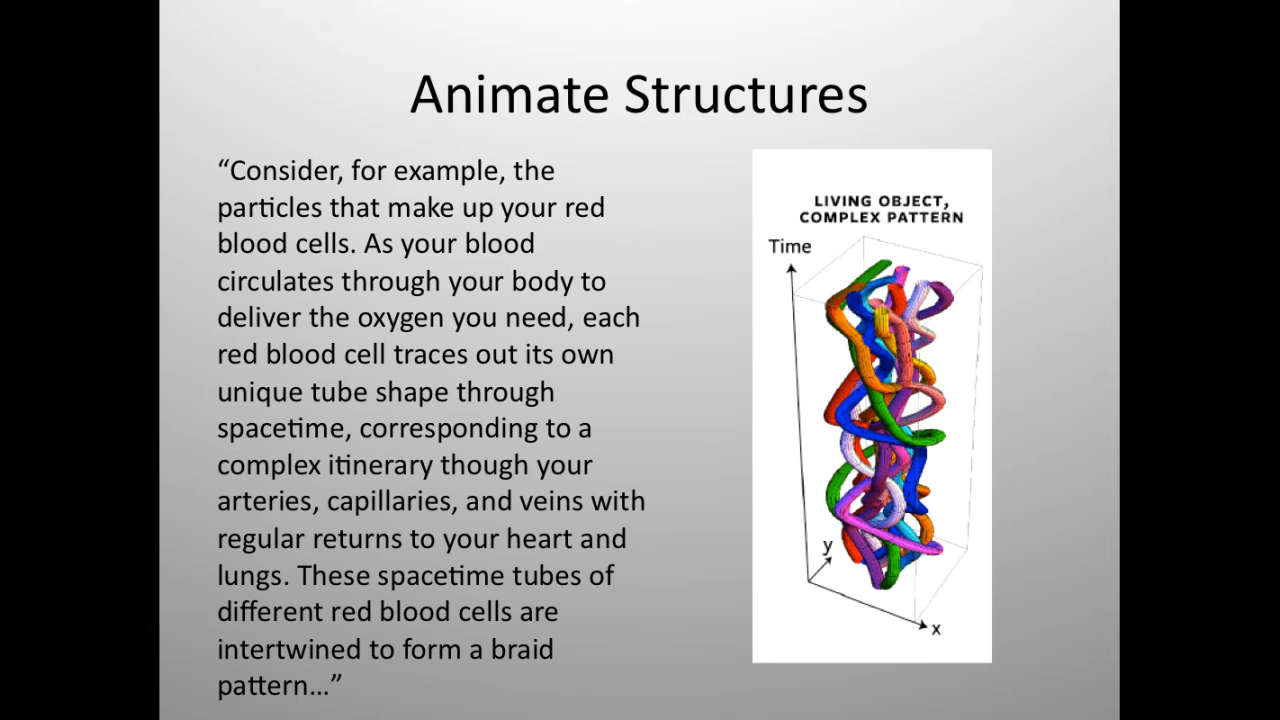 Animate Structures
“Consider, for example, the
particles that make up your red
blood cells. As your blood
circulates through your body to
deliver the oxygen you need, each
red blood cell traces out its own
unique tube shape through
spacetime, corresponding to a
complex itinerary though your
arteries, capillaries, and veins with
regular returns to your heart and
lungs. These spacetime tubes of
different red blood cells are
intertwined to form a braid
pattern…”
LIVING OBJECT,
COMPLEX PATTERN
Time
y
x